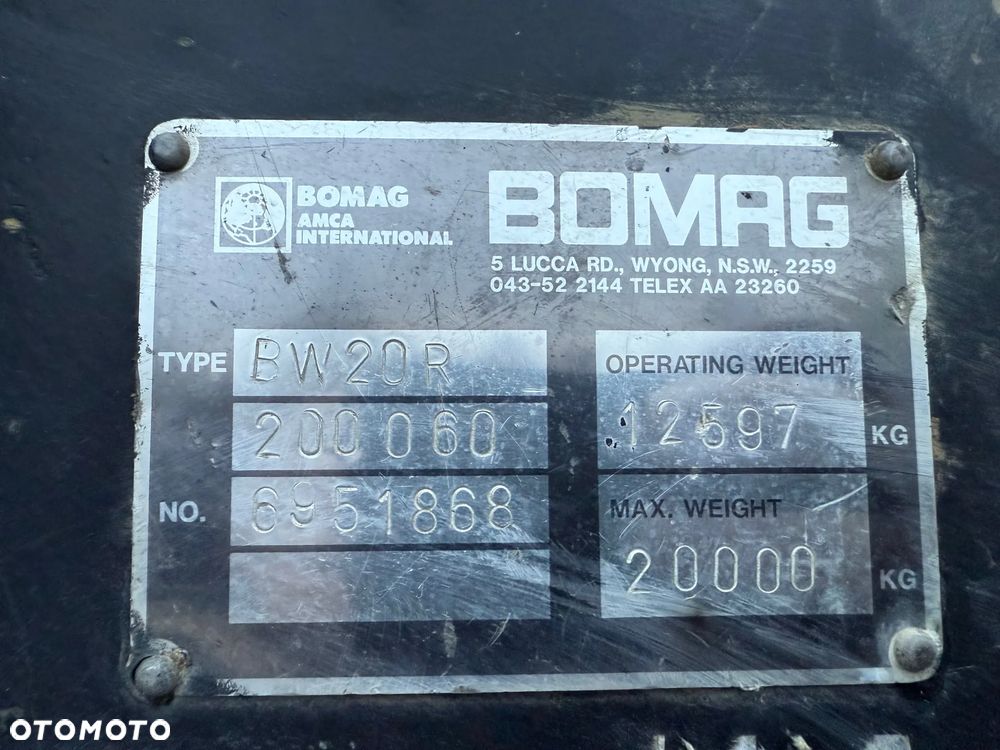 BOMAG
AMCA
INTERNATIONAL
BOMAG
5 LUCCA RD., WYONG, N.S.W., 2259
043-52 2144 TELEX AA 23260
TYPE BW20R
200060
NO. 6951868
OPERATING WEIGHT
12597 KG
MAX. WEIGHT
20000 KG
OTOMOTO